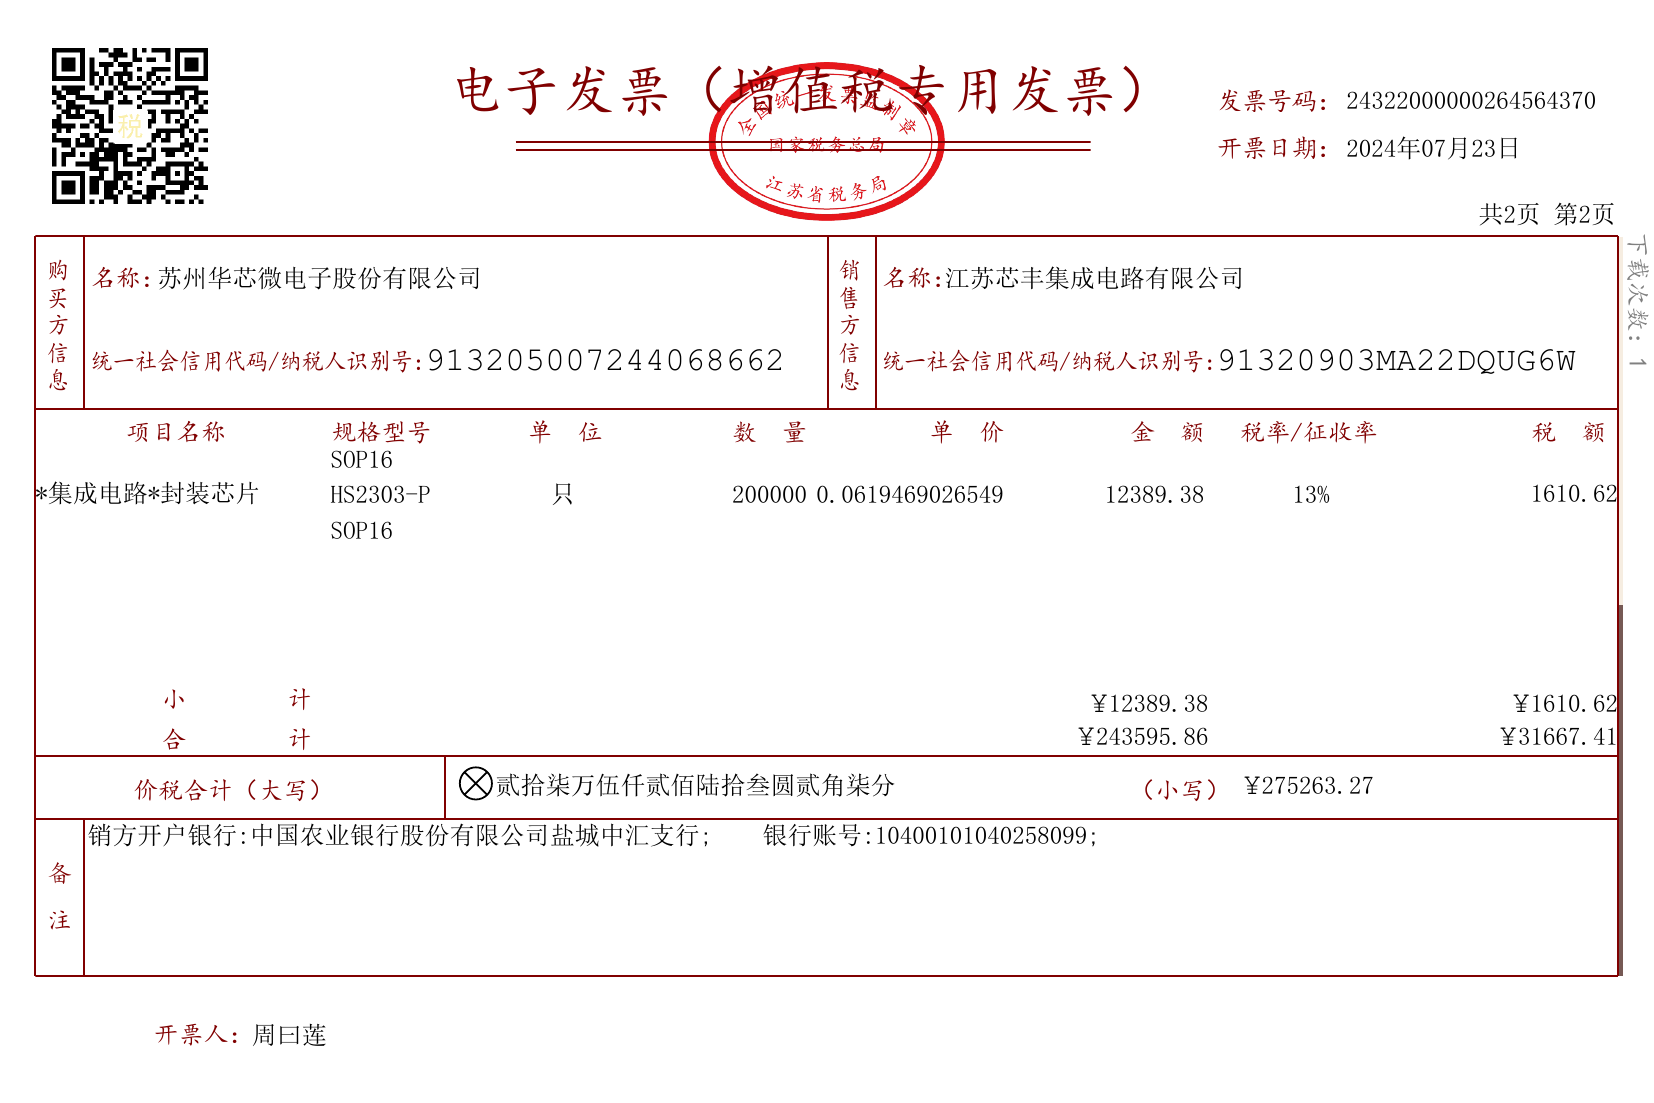 税
电子发票（增值税专用发票）
全国统一发票监制章
国家税务总局
江苏省税务局
发票号码：24322000000264564370
开票日期：2024年07月23日
共2页 第2页
下载次数：1
购买方信息
名称：苏州华芯微电子股份有限公司
统一社会信用代码/纳税人识别号：913205007244068662
销售方信息
名称：江苏芯丰集成电路有限公司
统一社会信用代码/纳税人识别号：91320903MA22DQUG6W
项目名称 规格型号 单 位 数 量 单 价 金 额 税率/征收率 税 额
SOP16
*集成电路*封装芯片 HS2303-P 只 200000 0.0619469026549 12389.38 13% 1610.62
SOP16
小 计 ¥12389.38 ¥1610.62
合 计 ¥243595.86 ¥31667.41
价税合计（大写） ⊗贰拾柒万伍仟贰佰陆拾叁圆贰角柒分 （小写） ¥275263.27
备注
销方开户银行:中国农业银行股份有限公司盐城中汇支行; 银行账号:10400101040258099;
开票人：周曰莲